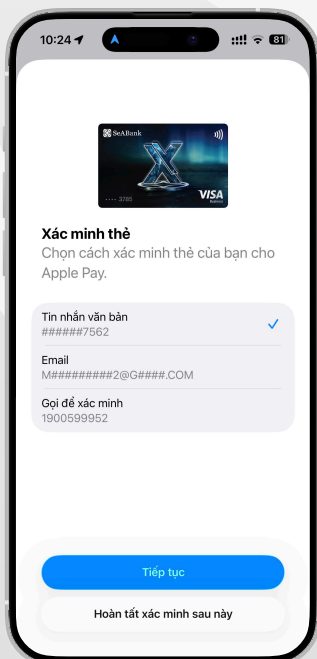 10:24
81
SeABank
X
.... 3785
VISA
Business
Xác minh thẻ
Chọn cách xác minh thẻ của bạn cho
Apple Pay.
Tin nhắn văn bản
######7562
Email
M#########2@G####.COM
Gọi để xác minh
1900599952
Tiếp tục
Hoàn tất xác minh sau này